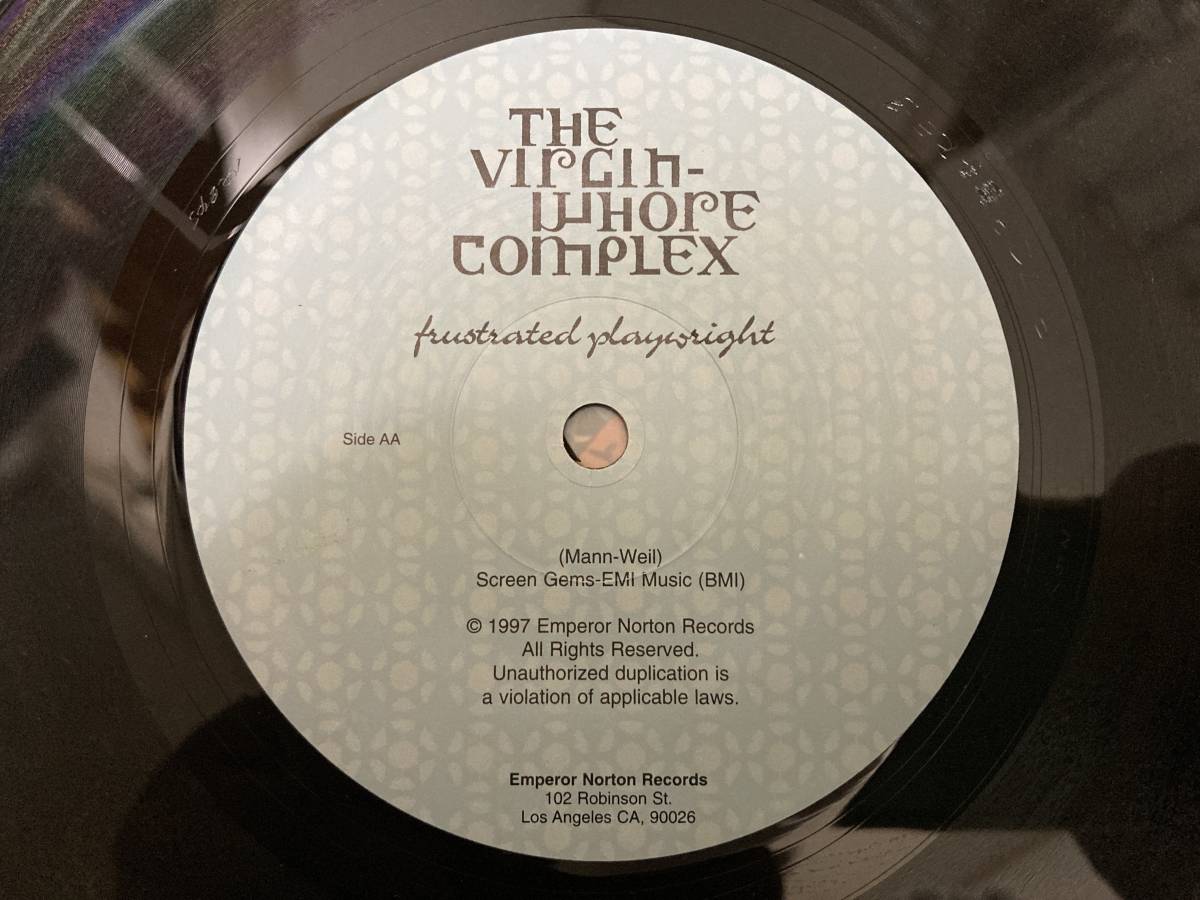 THE
VIRGIN-
WHORE
COMPLEX
frustrated playwright
Side AA
(Mann-Weil)
Screen Gems-EMI Music (BMI)
© 1997 Emperor Norton Records
All Rights Reserved.
Unauthorized duplication is
a violation of applicable laws.
Emperor Norton Records
102 Robinson St.
Los Angeles CA, 90026